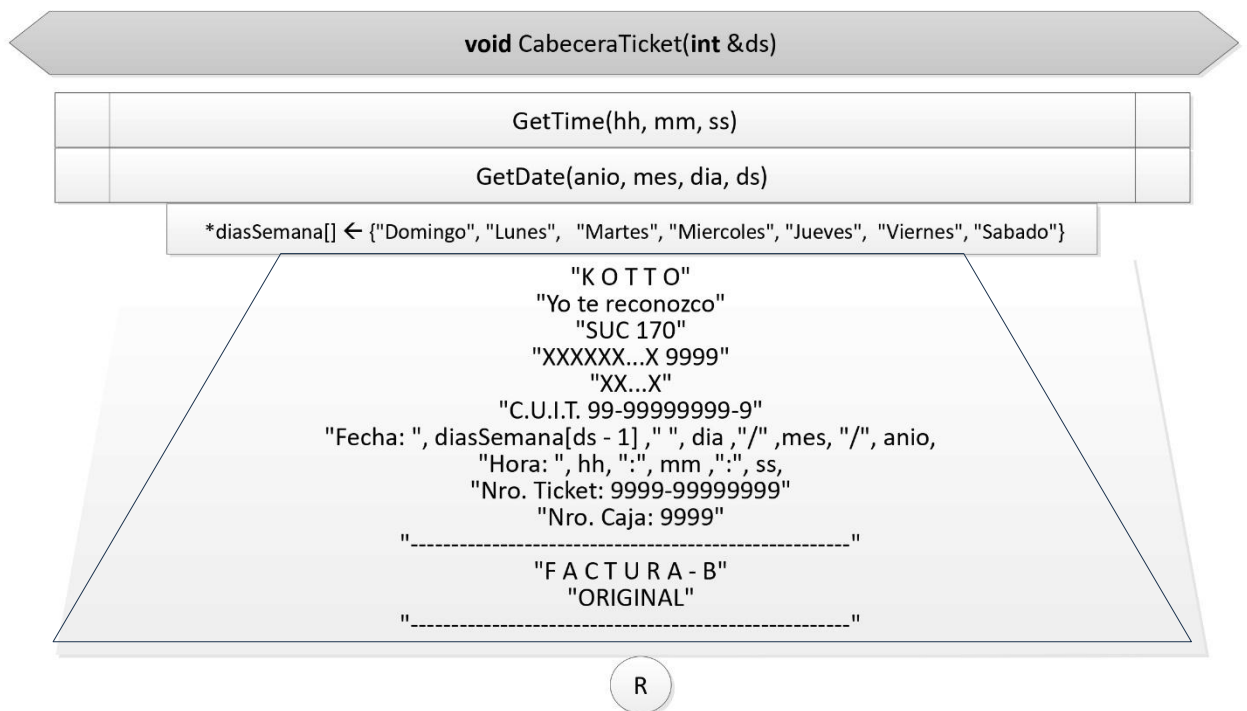 void CabeceraTicket(int &ds)
GetTime(hh, mm, ss)
GetDate(anio, mes, dia, ds)
*diasSemana[] ← {"Domingo", "Lunes", "Martes", "Miercoles", "Jueves", "Viernes", "Sabado"}
"K O T T O"
"Yo te reconozco"
"SUC 170"
"XXXXXX...X 9999"
"XX...X"
"C.U.I.T. 99-99999999-9"
"Fecha: ", diasSemana[ds - 1] ," ", dia ,"/" ,mes, "/", anio,
"Hora: ", hh, ":", mm ,":", ss,
"Nro. Ticket: 9999-99999999"
"Nro. Caja: 9999"
"------------------------------------------------------"
"F A C T U R A - B"
"ORIGINAL"
"------------------------------------------------------"
R